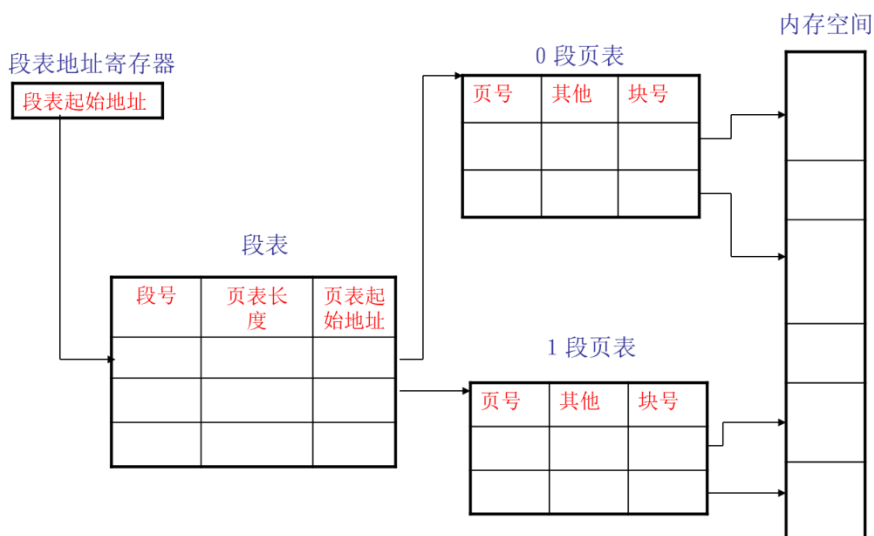 内存空间
段表地址寄存器
段表起始地址
0 段页表
页号 其他 块号
段表
段号 页表长 页表起
度 始地址
1 段页表
页号 其他 块号